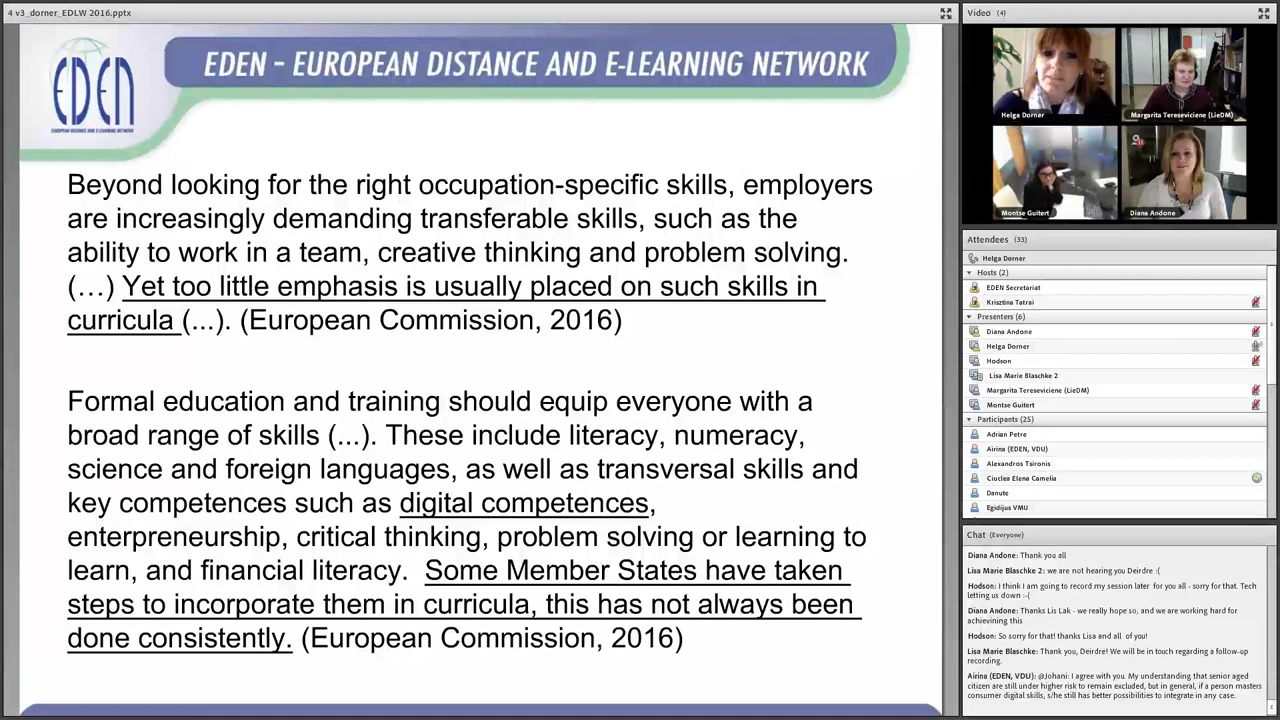 4 v3_dorner_EDLW 2016.pptx
EDEN
EUROPEAN DISTANCE AND E-LEARNING NETWORK
EDEN – EUROPEAN DISTANCE AND E-LEARNING NETWORK
Beyond looking for the right occupation-specific skills, employers
are increasingly demanding transferable skills, such as the
ability to work in a team, creative thinking and problem solving.
(…) Yet too little emphasis is usually placed on such skills in
curricula (...). (European Commission, 2016)
Formal education and training should equip everyone with a
broad range of skills (...). These include literacy, numeracy,
science and foreign languages, as well as transversal skills and
key competences such as digital competences,
enterpreneurship, critical thinking, problem solving or learning to
learn, and financial literacy. Some Member States have taken
steps to incorporate them in curricula, this has not always been
done consistently. (European Commission, 2016)
Video (4)
Helga Dorner
Margarita Tereseviciene (LieDM)
Montse Guitert
Diana Andone
Attendees (33)
Helga Dorner
Hosts (2)
EDEN Secretariat
Krisztina Tatrai
Presenters (6)
Diana Andone
Helga Dorner
Hodson
Lisa Marie Blaschke 2
Margarita Tereseviciene (LieDM)
Montse Guitert
Participants (25)
Adrian Petre
Airina (EDEN, VDU)
Alexandros Tsironis
Ciuclea Elena Camelia
Danute
Egidijus VMU
Chat (Everyone)
Diana Andone: Thank you all
Lisa Marie Blaschke 2: we are not hearing you Deirdre :(
Hodson: I think I am going to record my session later for you all - sorry for that. Tech
letting us down :-(
Diana Andone: Thanks Lis Lak - we really hope so, and we are working hard for
achievining this
Hodson: So sorry for that! thanks Lisa and all of you!
Lisa Marie Blaschke: Thank you, Deirdre! We will be in touch regarding a follow-up
recording.
Airina (EDEN, VDU): @Johani: I agree with you. My understanding that senior aged
citizen are still under higher risk to remain excluded, but in general, if a person masters
consumer digital skills, s/he still has better possibilities to integrate in any case.